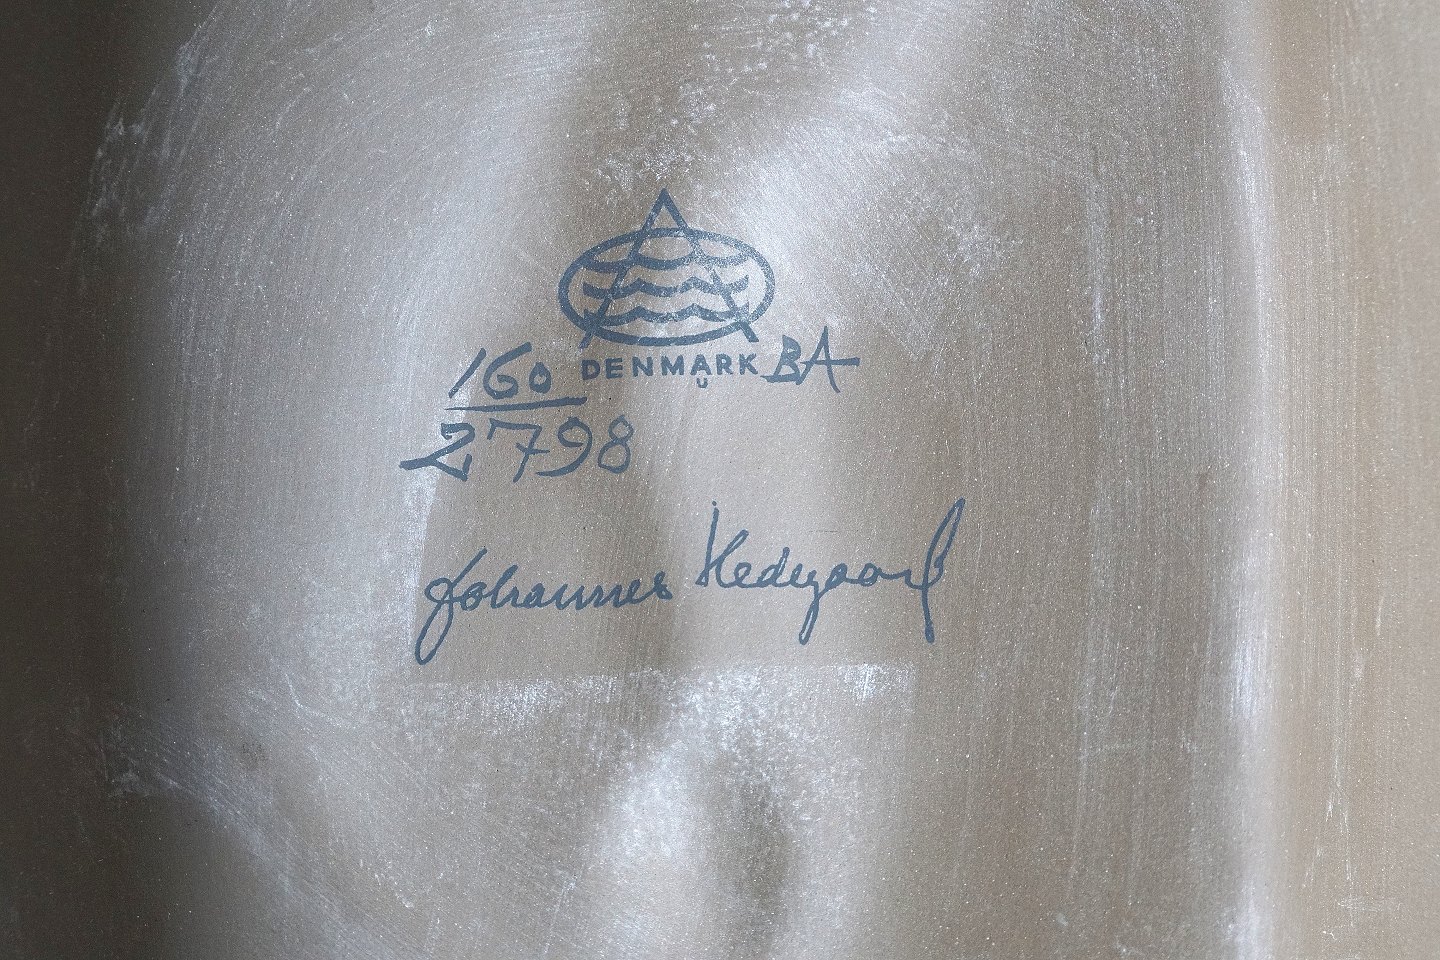 DENMARK BA
U
160
2798
Johannes Hedegaard